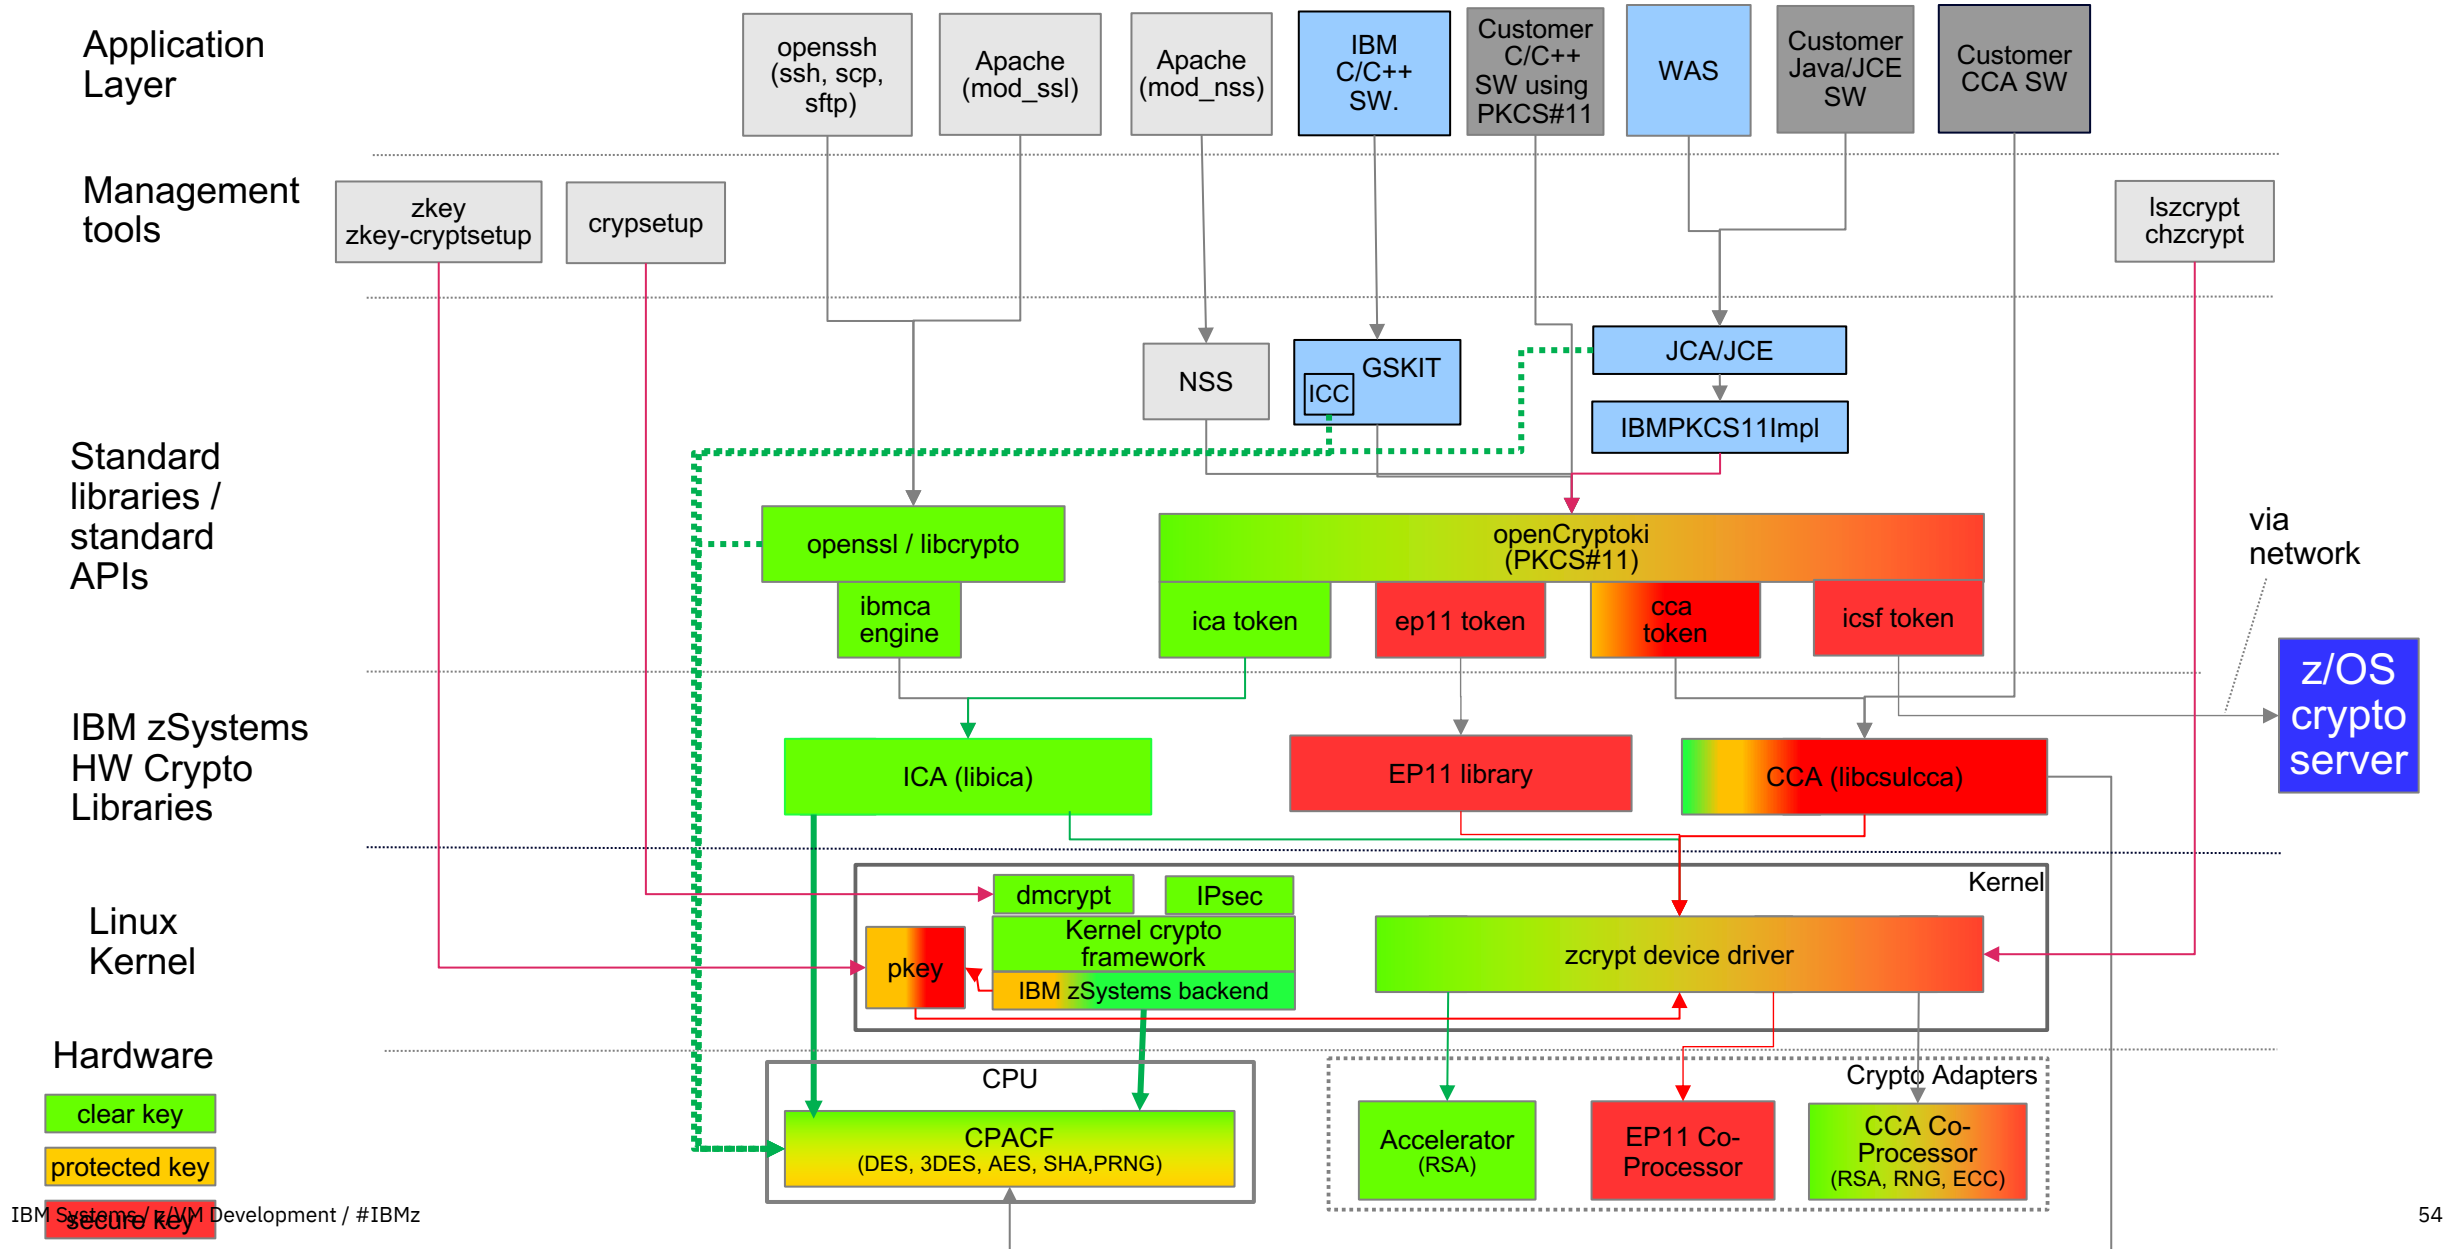 Application
Layer
openssh
(ssh, scp,
sftp)
Apache
(mod_ssl)
Apache
(mod_nss)
IBM
C/C++
SW.
Customer
C/C++
SW using
PKCS#11
WAS
Customer
Java/JCE
SW
Customer
CCA SW
Management
tools
zkey
zkey-cryptsetup
crypsetup
lszcrypt
chzcrypt
Standard
libraries /
standard
APIs
NSS
GSKIT
ICC
JCA/JCE
IBMPKCS11Impl
openssl / libcrypto
openCryptoki
(PKCS#11)
ibmca
engine
ica token
ep11 token
cca
token
icsf token
via
network
z/OS
crypto
server
IBM zSystems
HW Crypto
Libraries
ICA (libica)
EP11 library
CCA (libcsulcca)
Linux
Kernel
Kernel
dmcrypt
IPsec
Kernel crypto
framework
IBM zSystems backend
pkey
zcrypt device driver
Hardware
clear key
protected key
secure key
CPU
CPACF
(DES, 3DES, AES, SHA,PRNG)
Crypto Adapters
Accelerator
(RSA)
EP11 Co-
Processor
CCA Co-
Processor
(RSA, RNG, ECC)
IBM Systems / z/VM Development / #IBMz
54